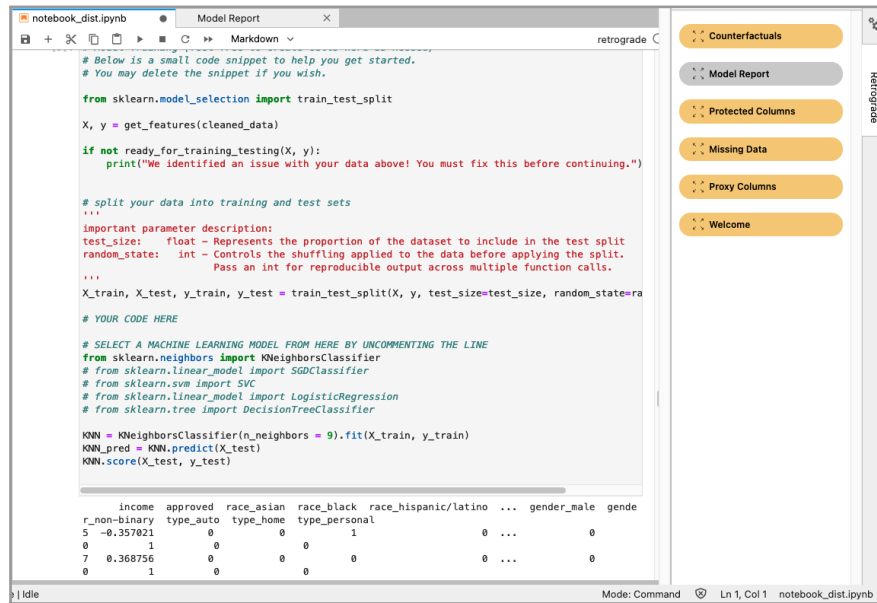 notebook_dist.ipynb
Model Report
Markdown
retrograde
# Below is a small code snippet to help you get started.
# You may delete the snippet if you wish.
from sklearn.model_selection import train_test_split
X, y = get_features(cleaned_data)
if not ready_for_training_testing(X, y):
print("We identified an issue with your data above! You must fix this before continuing.")
# split your data into training and test sets
'''
important parameter description:
test_size: float – Represents the proportion of the dataset to include in the test split
random_state: int – Controls the shuffling applied to the data before applying the split.
Pass an int for reproducible output across multiple function calls.
'''
X_train, X_test, y_train, y_test = train_test_split(X, y, test_size=test_size, random_state=ra
# YOUR CODE HERE
# SELECT A MACHINE LEARNING MODEL FROM HERE BY UNCOMMENTING THE LINE
from sklearn.neighbors import KNeighborsClassifier
# from sklearn.linear_model import SGDClassifier
# from sklearn.svm import SVC
# from sklearn.linear_model import LogisticRegression
# from sklearn.tree import DecisionTreeClassifier
KNN = KNeighborsClassifier(n_neighbors = 9).fit(X_train, y_train)
KNN_pred = KNN.predict(X_test)
KNN.score(X_test, y_test)
income approved race_asian race_black race_hispanic/latino ... gender_male gende
r_non-binary type_auto type_home type_personal
5 -0.357021 0 0 1 0 ... 0
0 1 0 0
7 0.368756 0 0 0 0 ... 0
0 1 0 0
Counterfactuals
Model Report
Protected Columns
Missing Data
Proxy Columns
Welcome
Retrograde
| Idle
Mode: Command
Ln 1, Col 1 notebook_dist.ipynb